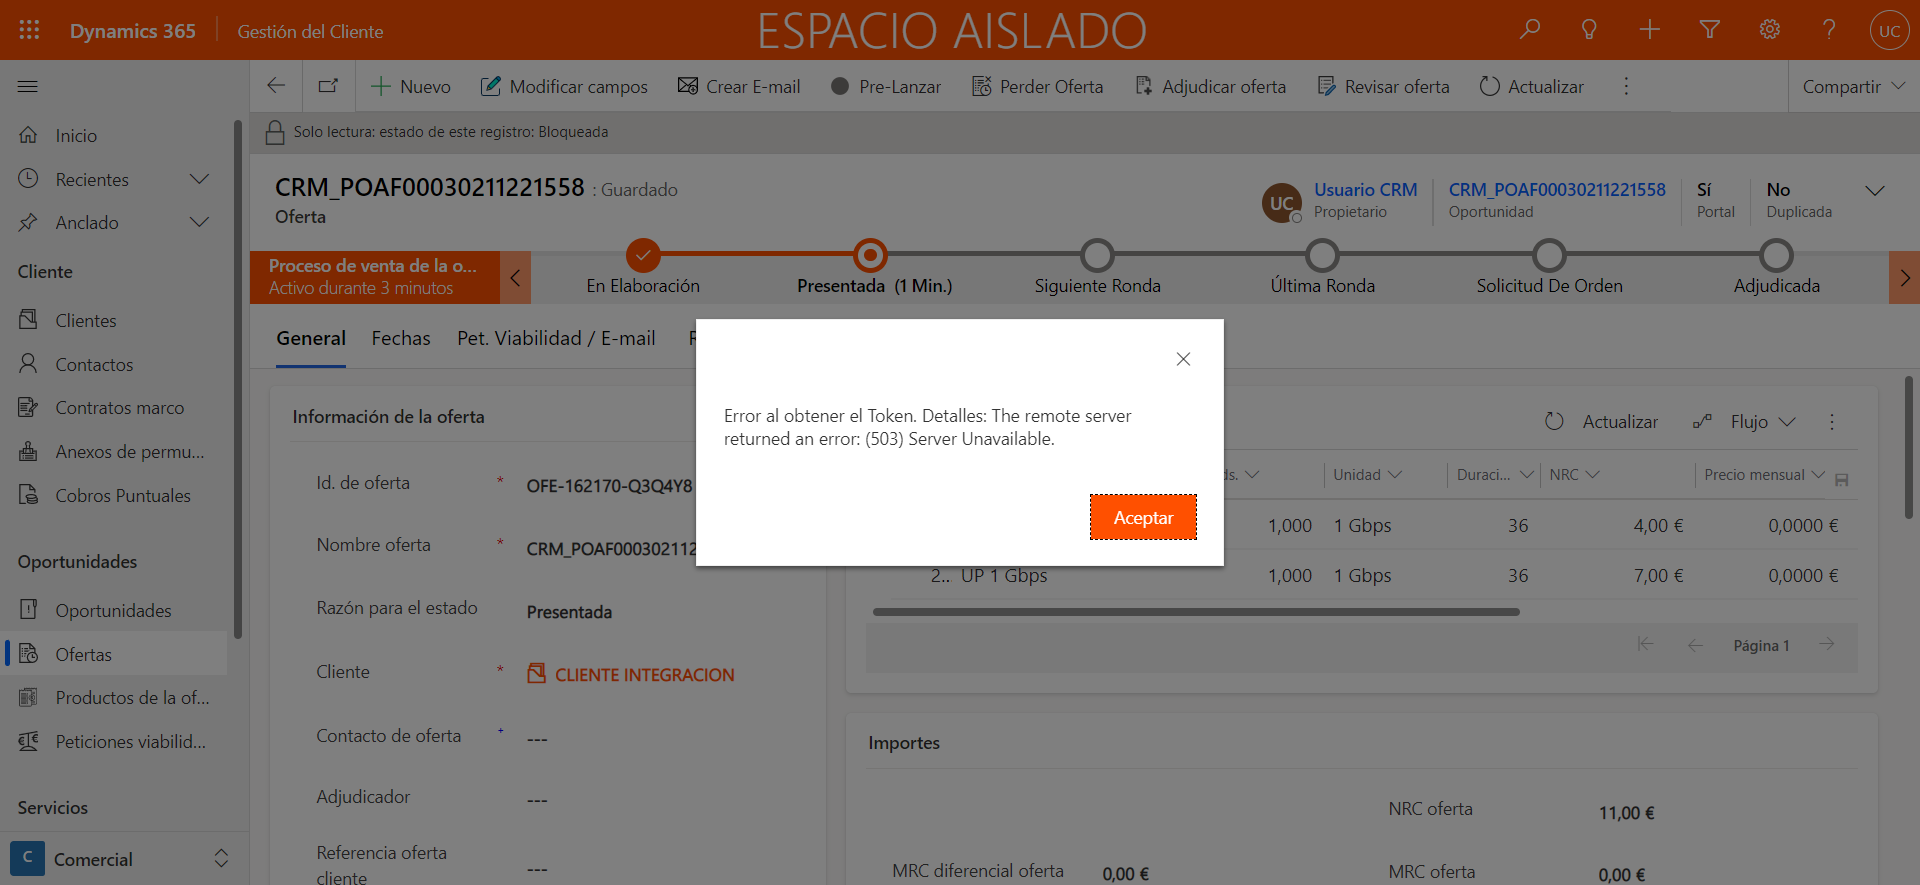 Dynamics 365
Gestión del Cliente
ESPACIO AISLADO
UC
Nuevo
Modificar campos
Crear E-mail
Pre-Lanzar
Perder Oferta
Adjudicar oferta
Revisar oferta
Actualizar
Compartir
Solo lectura: estado de este registro: Bloqueada
Inicio
Recientes
Anclado
Cliente
Clientes
Contactos
Contratos marco
Anexos de permu...
Cobros Puntuales
Oportunidades
Oportunidades
Ofertas
Productos de la of...
Peticiones viabilid...
Servicios
C Comercial
CRM_POAF00030211221558 : Guardado
Oferta
UC
Usuario CRM
Propietario
CRM_POAF00030211221558
Oportunidad
Sí
Portal
No
Duplicada
Proceso de venta de la o...
Activo durante 3 minutos
En Elaboración
Presentada (1 Min.)
Siguiente Ronda
Última Ronda
Solicitud De Orden
Adjudicada
General
Fechas
Pet. Viabilidad / E-mail
Error al obtener el Token. Detalles: The remote server
returned an error: (503) Server Unavailable.
Aceptar
Información de la oferta
Id. de oferta * OFE-162170-Q3Q4Y8
Nombre oferta * CRM_POAF000302112
Razón para el estado Presentada
Cliente * CLIENTE INTEGRACION
Contacto de oferta + ---
Adjudicador ---
Referencia oferta
cliente ---
Actualizar
Flujo
ds. Unidad Duraci... NRC Precio mensual
1,000 1 Gbps 36 4,00 € 0,0000 €
2.. UP 1 Gbps 1,000 1 Gbps 36 7,00 € 0,0000 €
Página 1
Importes
NRC oferta 11,00 €
MRC diferencial oferta 0,00 €
MRC oferta 0,00 €